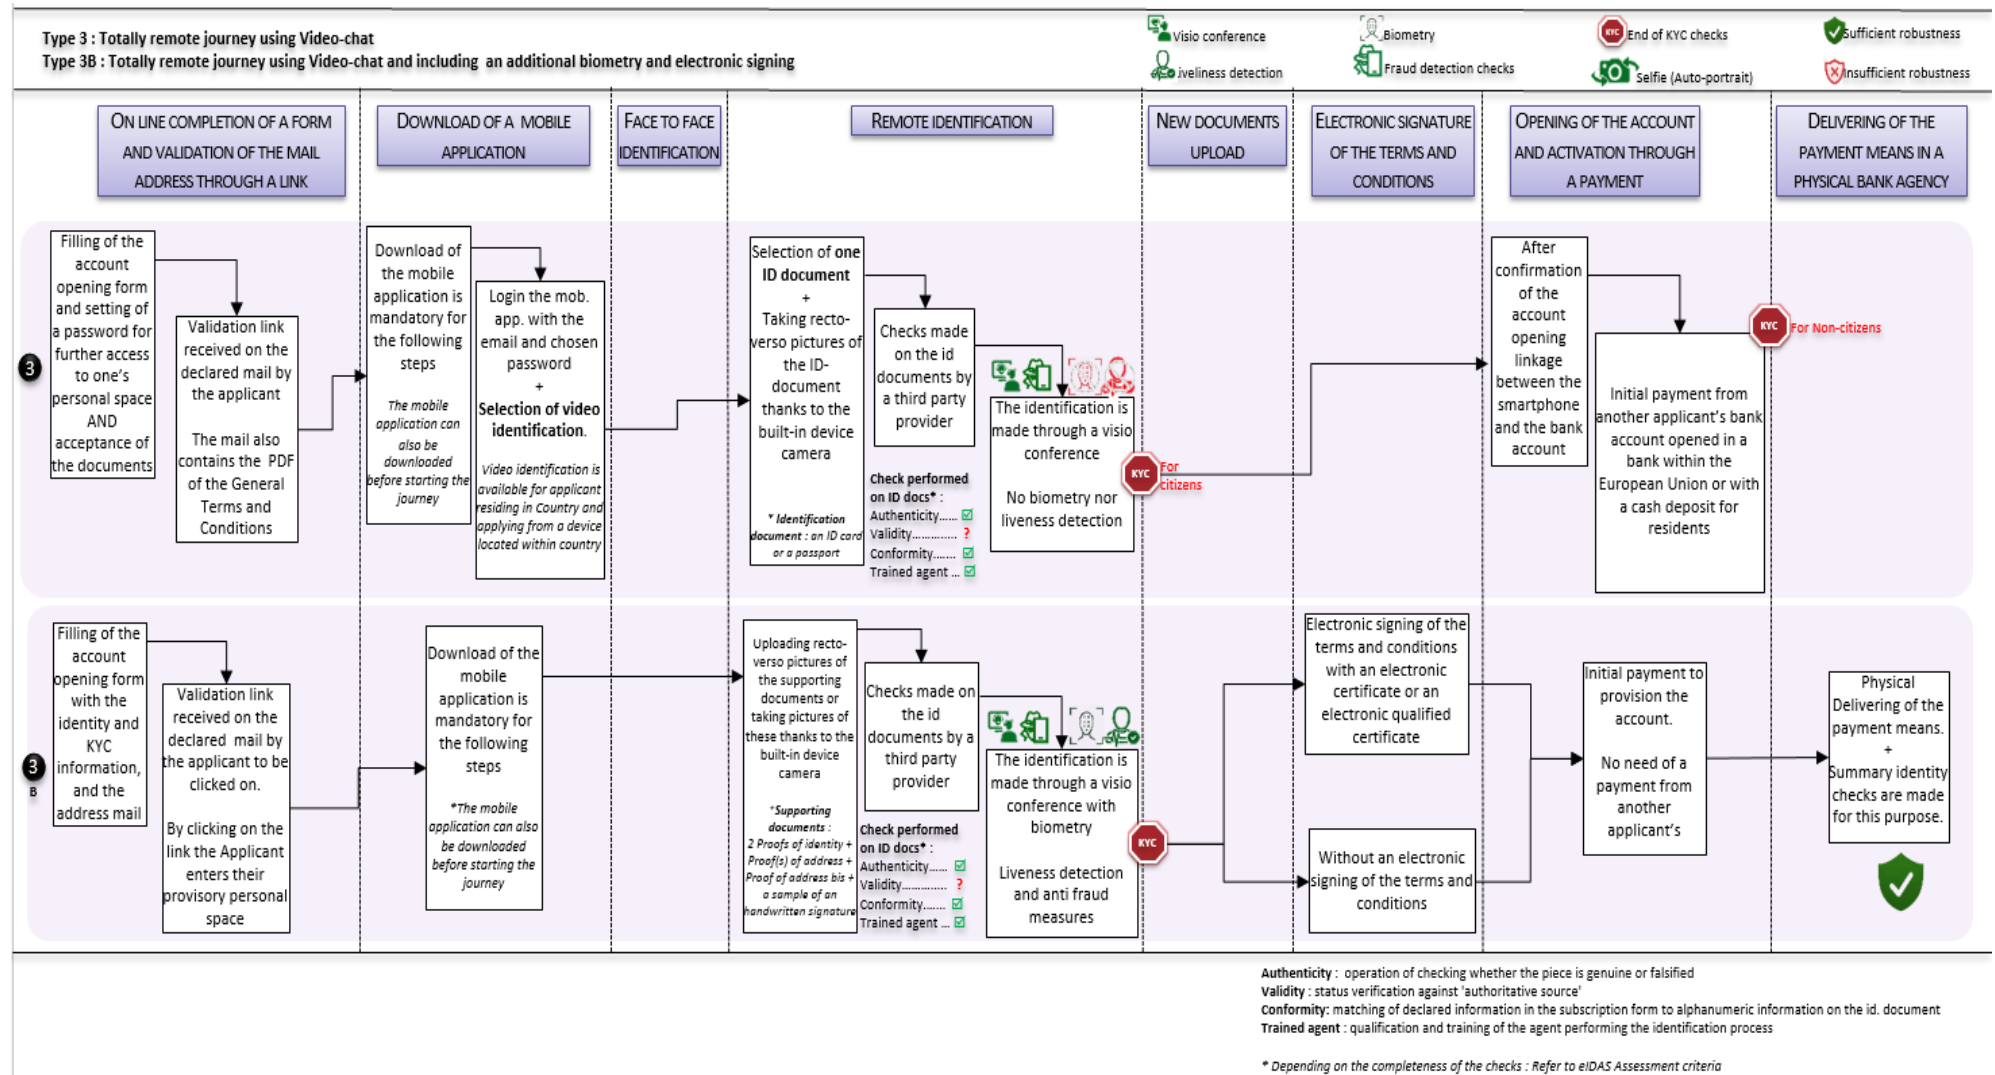 Type 3 : Totally remote journey using Video-chat
Type 3B : Totally remote journey using Video-chat and including an additional biometry and electronic signing
Visio conference
Biometry
KYC
End of KYC checks
Sufficient robustness
iveliness detection
Fraud detection checks
Selfie (Auto-portrait)
Insufficient robustness
ON LINE COMPLETION OF A FORM
AND VALIDATION OF THE MAIL
ADDRESS THROUGH A LINK
DOWNLOAD OF A MOBILE
APPLICATION
FACE TO FACE
IDENTIFICATION
REMOTE IDENTIFICATION
NEW DOCUMENTS
UPLOAD
ELECTRONIC SIGNATURE
OF THE TERMS AND
CONDITIONS
OPENING OF THE ACCOUNT
AND ACTIVATION THROUGH
A PAYMENT
DELIVERING OF THE
PAYMENT MEANS IN A
PHYSICAL BANK AGENCY
3
Filling of the
account
opening form
and setting of
a password for
further access
to one's
personal space
AND
acceptance of
the documents
Validation link
received on the
declared mail by
the applicant
The mail also
contains the PDF
of the General
Terms and
Conditions
Download of
the mobile
application is
mandatory for
the following
steps
The mobile
application can
also be
downloaded
before starting the
journey
Login the mob.
app. with the
email and chosen
password
+
Selection of video
identification.
Video identification is
available for applicant
residing in Country and
applying from a device
located within country
Selection of one
ID document
+
Taking recto-
verso pictures of
the ID-
document
thanks to the
built-in device
camera
* Identification
document : an ID card
or a passport
Checks made
on the id
documents by
a third party
provider
Check performed
on ID docs* :
Authenticity......
Validity.............. ?
Conformity.......
Trained agent ...
The identification is
made through a visio
conference
No biometry nor
liveness detection
KYC
For
citizens
After
confirmation
of the
account
opening
linkage
between the
smartphone
and the bank
account
Initial payment from
another applicant's bank
account opened in a
bank within the
European Union or with
a cash deposit for
residents
KYC
For Non-citizens
3
B
Filling of the
account
opening form
with the
identity and
KYC
information,
and the
address mail
Validation link
received on the
declared mail by
the applicant to be
clicked on.
By clicking on the
link the Applicant
enters their
provisory personal
space
Download of the
mobile
application is
mandatory for
the following
steps
*The mobile
application can also
be downloaded
before starting the
journey
Uploading recto-
verso pictures of
the supporting
documents or
taking pictures of
these thanks to the
built-in device
camera
*Supporting
documents :
2 Proofs of identity +
Proof(s) of address +
Proof of address bis +
a sample of an
handwritten signature
Checks made on
the id
documents by a
third party
provider
Check performed
on ID docs* :
Authenticity......
Validity.............. ?
Conformity.......
Trained agent ...
The identification is
made through a visio
conference with
biometry
Liveness detection
and anti fraud
measures
KYC
Electronic signing of the
terms and conditions
with an electronic
certificate or an
electronic qualified
certificate
Without an electronic
signing of the terms and
conditions
Initial payment to
provision the
account.
No need of a
payment from
another
applicant's
Physical
Delivering of the
payment means.
+
Summary identity
checks are made
for this purpose.
Authenticity : operation of checking whether the piece is genuine or falsified
Validity : status verification against 'authoritative source'
Conformity: matching of declared information in the subscription form to alphanumeric information on the id. document
Trained agent : qualification and training of the agent performing the identification process
* Depending on the completeness of the checks : Refer to eIDAS Assessment criteria